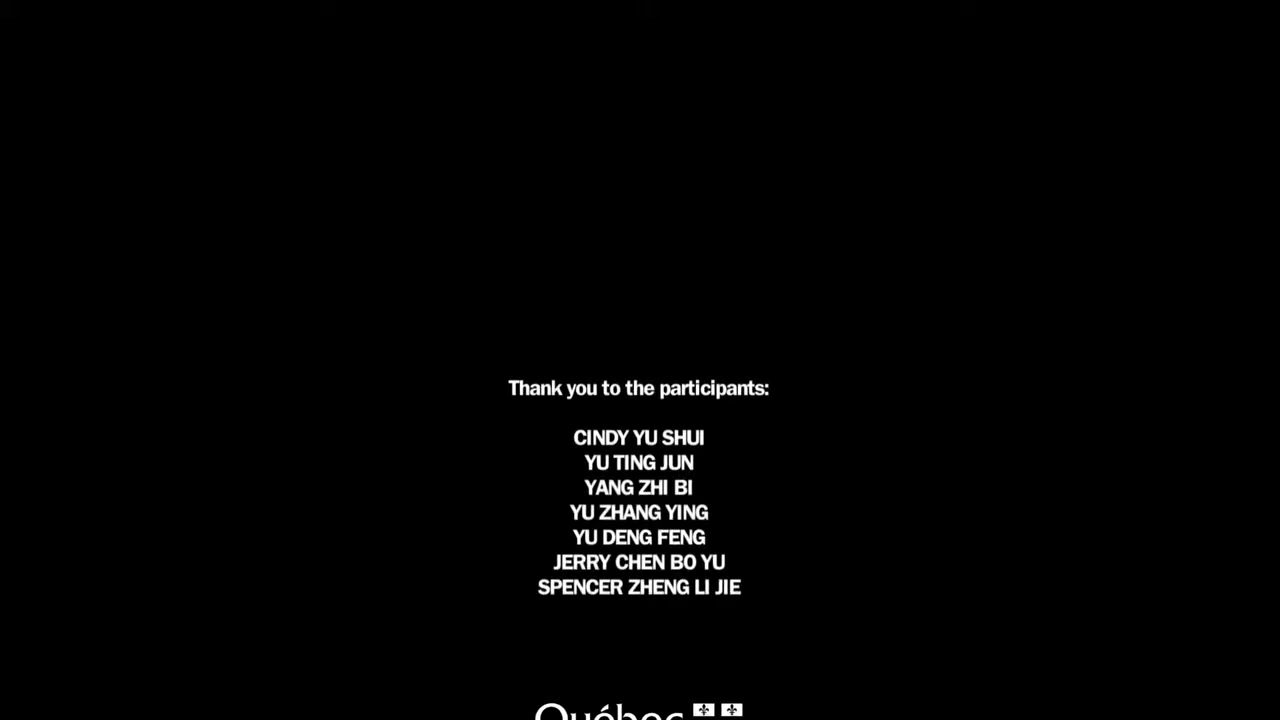 Thank you to the participants:
CINDY YU SHUI
YU TING JUN
YANG ZHI BI
YU ZHANG YING
YU DENG FENG
JERRY CHEN BO YU
SPENCER ZHENG LI JIE
Québec